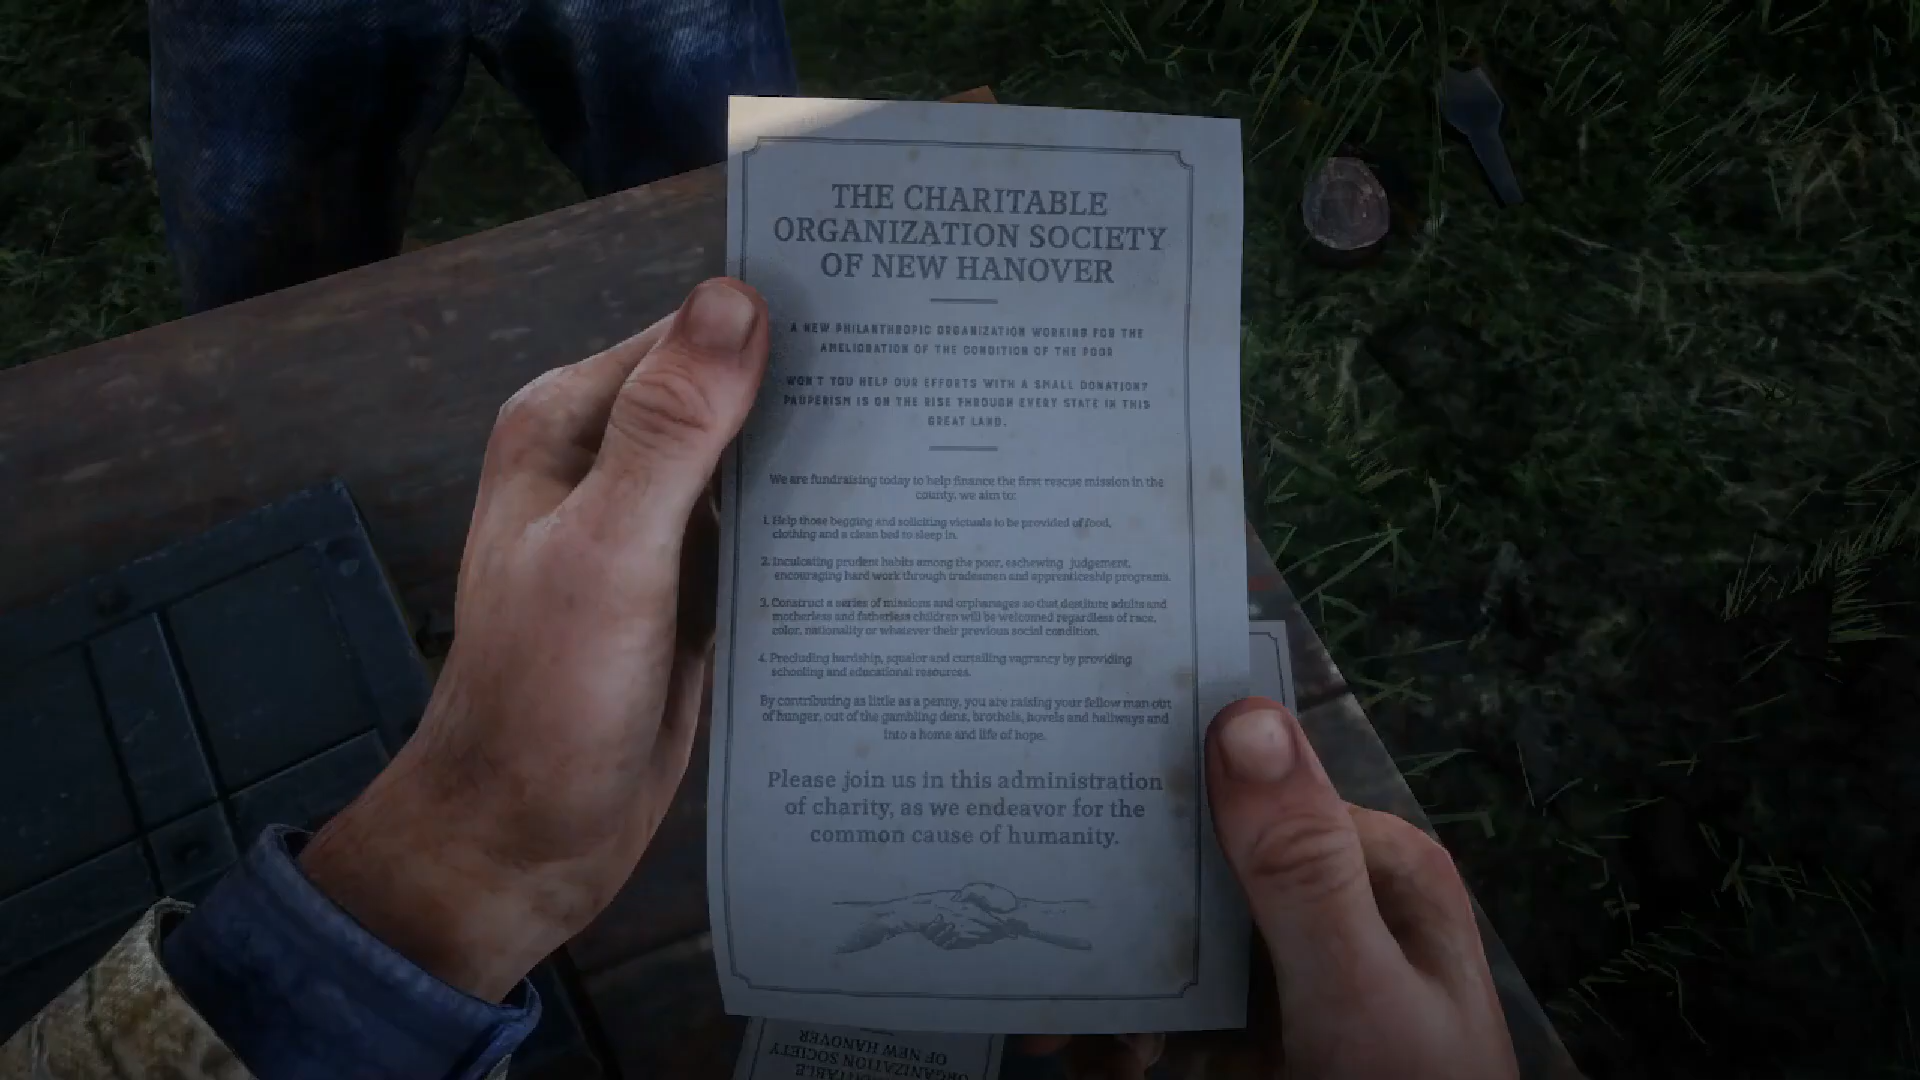 THE CHARITABLE
ORGANIZATION SOCIETY
OF NEW HANOVER
A NEW PHILANTHROPIC ORGANIZATION WORKING FOR THE
AMELIORATION OF THE CONDITION OF THE POOR
WON'T YOU HELP OUR EFFORTS WITH A SMALL DONATION?
PAUPERISM IS ON THE RISE THROUGH EVERY STATE IN THIS
GREAT LAND.
We are fundraising today to help finance the first rescue mission in the
county, we aim to:
1. Help those begging and soliciting victuals to be provided of food,
clothing and a clean bed to sleep in.
2. Inculcating prudent habits among the poor, eschewing judgement,
encouraging hard work through tradesmen and apprenticeship programs.
3. Construct a series of missions and orphanages so that destitute adults and
motherless and fatherless children will be welcomed regardless of race,
color, nationality or whatever their previous social condition.
4. Precluding hardship, squalor and curtailing vagrancy by providing
schooling and educational resources.
By contributing as little as a penny, you are raising your fellow man out
of hunger, out of the gambling dens, brothels, hovels and hallways and
into a home and life of hope.
Please join us in this administration
of charity, as we endeavor for the
common cause of humanity.
OF NEW HANOVER
ORGANIZATION SOCIETY